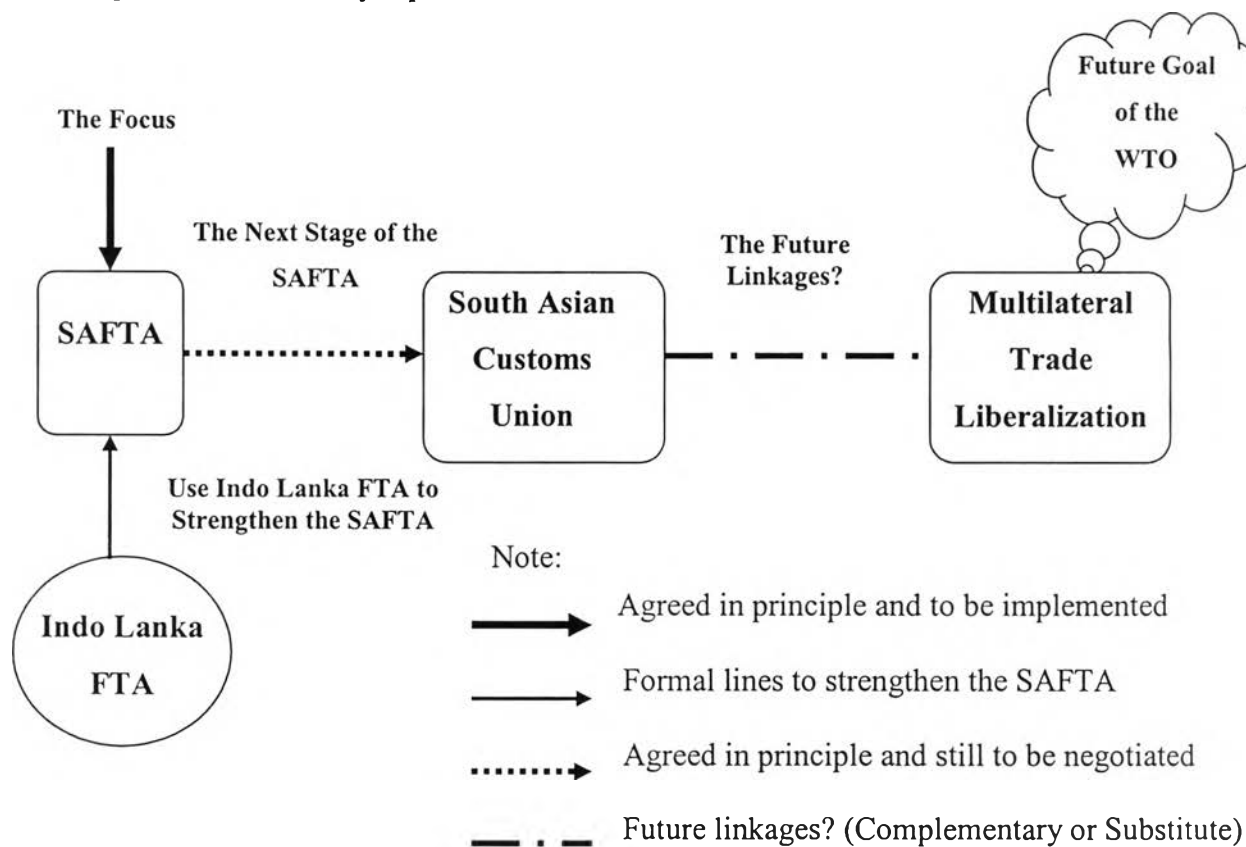 Future Goal
of the
WTO
The Focus
The Next Stage of the
SAFTA
The Future
Linkages?
SAFTA
South Asian
Customs
Union
Multilateral
Trade
Liberalization
Use Indo Lanka FTA to
Strengthen the SAFTA
Indo Lanka
FTA
Note:
Agreed in principle and to be implemented
Formal lines to strengthen the SAFTA
Agreed in principle and still to be negotiated
Future linkages? (Complementary or Substitute)